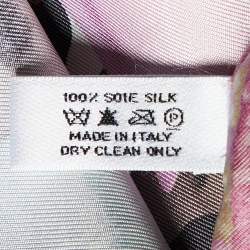 100% SOIE SILK
P
MADE IN ITALY
DRY CLEAN ONLY